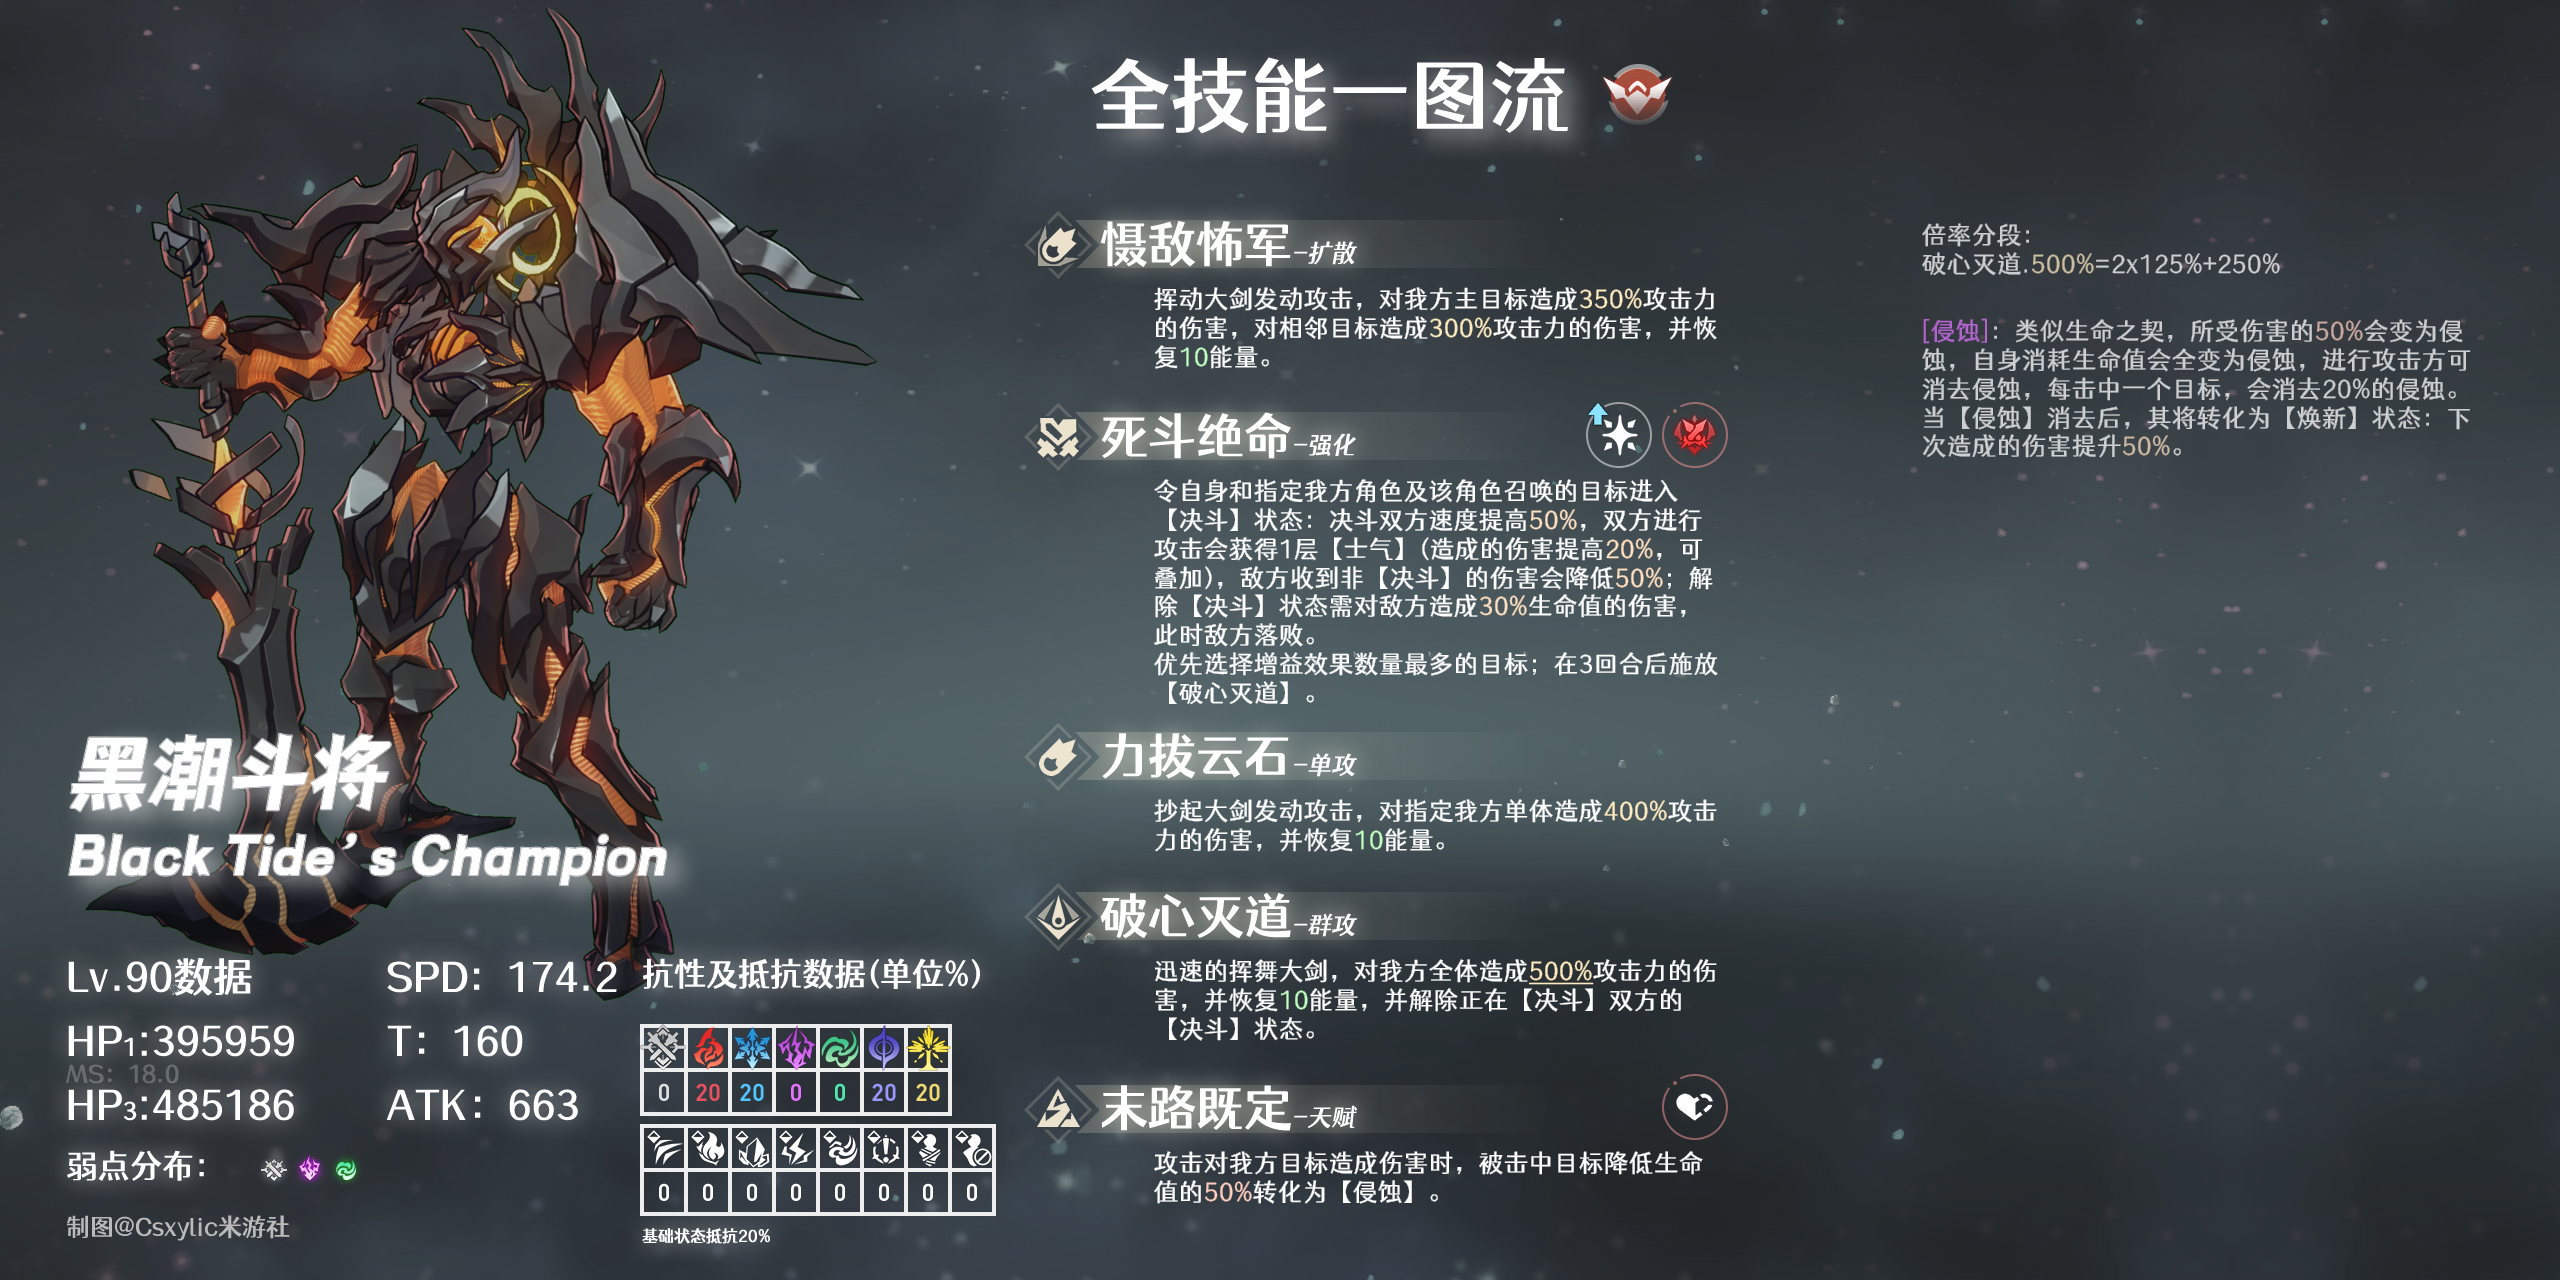 全技能一图流
慑敌怖军-扩散
挥动大剑发动攻击，对我方主目标造成350%攻击力
的伤害，对相邻目标造成300%攻击力的伤害，并恢
复10能量。
死斗绝命-强化
令自身和指定我方角色及该角色召唤的目标进入
【决斗】状态：决斗双方速度提高50%，双方进行
攻击会获得1层【士气】（造成的伤害提高20%，可
叠加），敌方收到非【决斗】的伤害会降低50%；解
除【决斗】状态需对敌方造成30%生命值的伤害，
此时敌方落败。
优先选择增益效果数量最多的目标；在3回合后施放
【破心灭道】。
力拔云石-单攻
抄起大剑发动攻击，对指定我方单体造成400%攻击
力的伤害，并恢复10能量。
破心灭道-群攻
迅速的挥舞大剑，对我方全体造成500%攻击力的伤
害，并恢复10能量，并解除正在【决斗】双方的
【决斗】状态。
末路既定-天赋
攻击对我方目标造成伤害时，被击中目标降低生命
值的50%转化为【侵蚀】。
倍率分段：
破心灭道.500%=2x125%+250%
[侵蚀]：类似生命之契，所受伤害的50%会变为侵
蚀，自身消耗生命值会全变为侵蚀，进行攻击方可
消去侵蚀，每击中一个目标，会消去20%的侵蚀。
当【侵蚀】消去后，其将转化为【焕新】状态：下
次造成的伤害提升50%。
黑潮斗将
Black Tide's Champion
Lv.90数据 SPD：174.2
HP1:395959 T：160
MS：18.0
HP3:485186 ATK：663
弱点分布：
制图@Csxylic米游社
抗性及抵抗数据(单位%)
0 20 20 0 0 20 20
0 0 0 0 0 0 0 0
基础状态抵抗20%